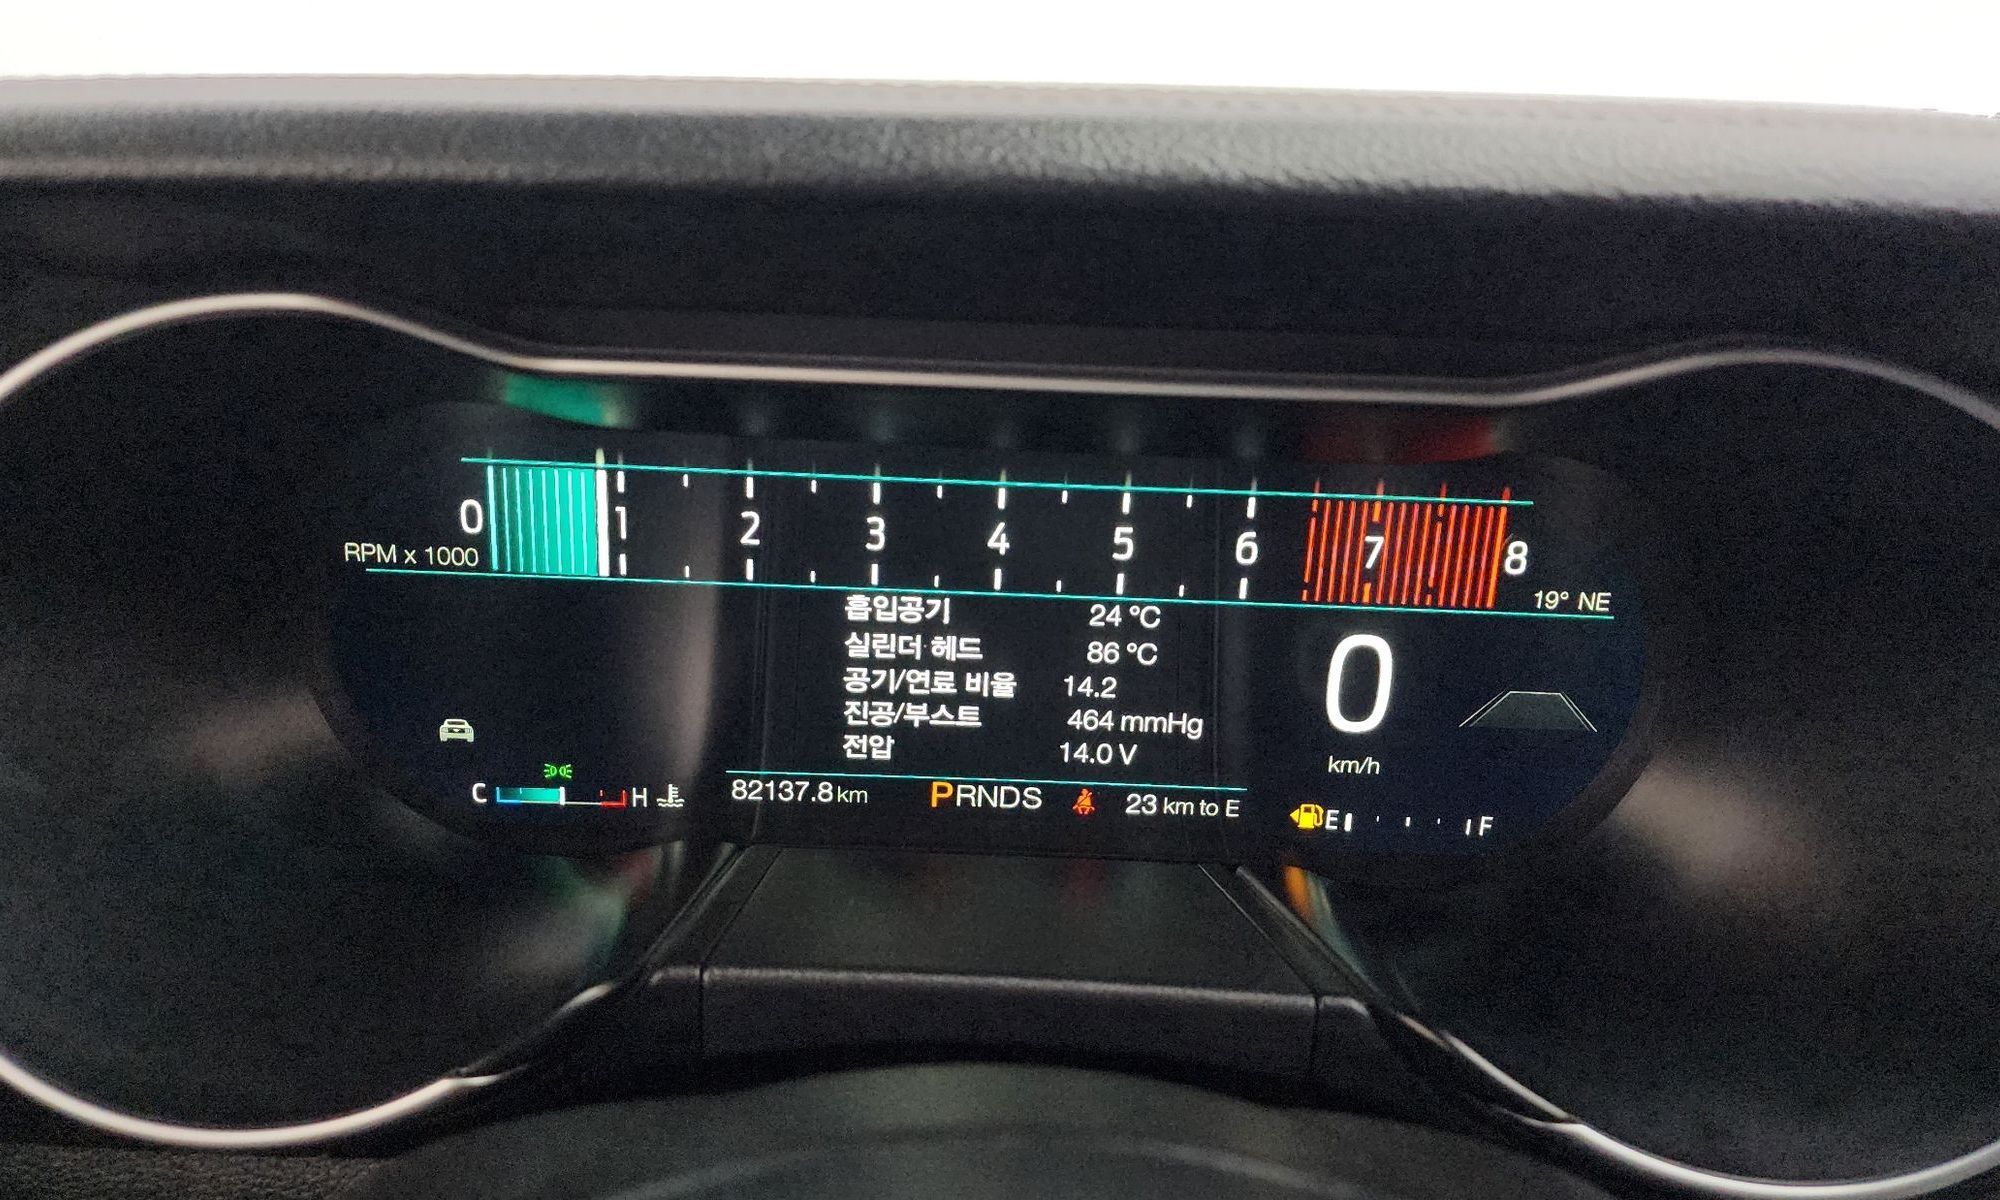 0 1 2 3 4 5 6 7 8
RPM x 1000
19° NE
흡입공기 24 °C
실린더 헤드 86 °C
공기/연료 비율 14.2
진공/부스트 464 mmHg
전압 14.0 V
0
km/h
C H
82137.8 km PRNDS 23 km to E
E F